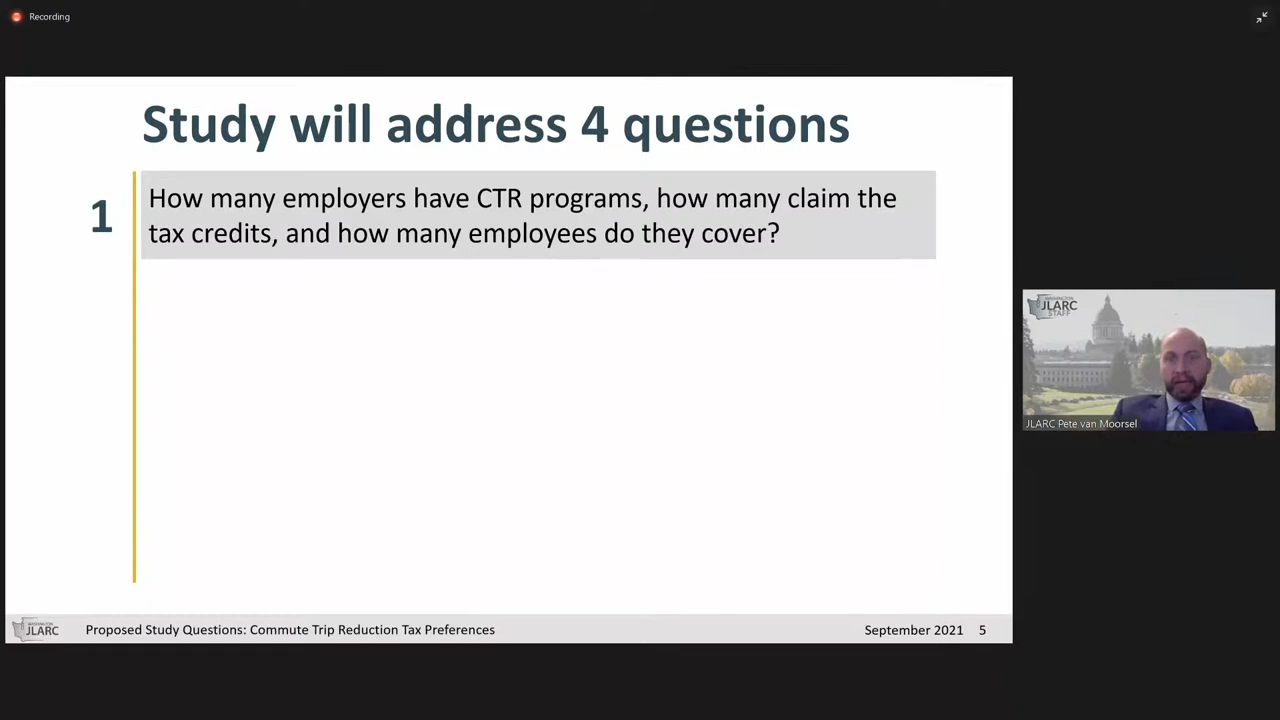 Recording
Study will address 4 questions
1
How many employers have CTR programs, how many claim the
tax credits, and how many employees do they cover?
WASHINGTON
JLARC
STAFF
JLARC Pete van Moorsel
WASHINGTON
JLARC
Proposed Study Questions: Commute Trip Reduction Tax Preferences
September 2021 5